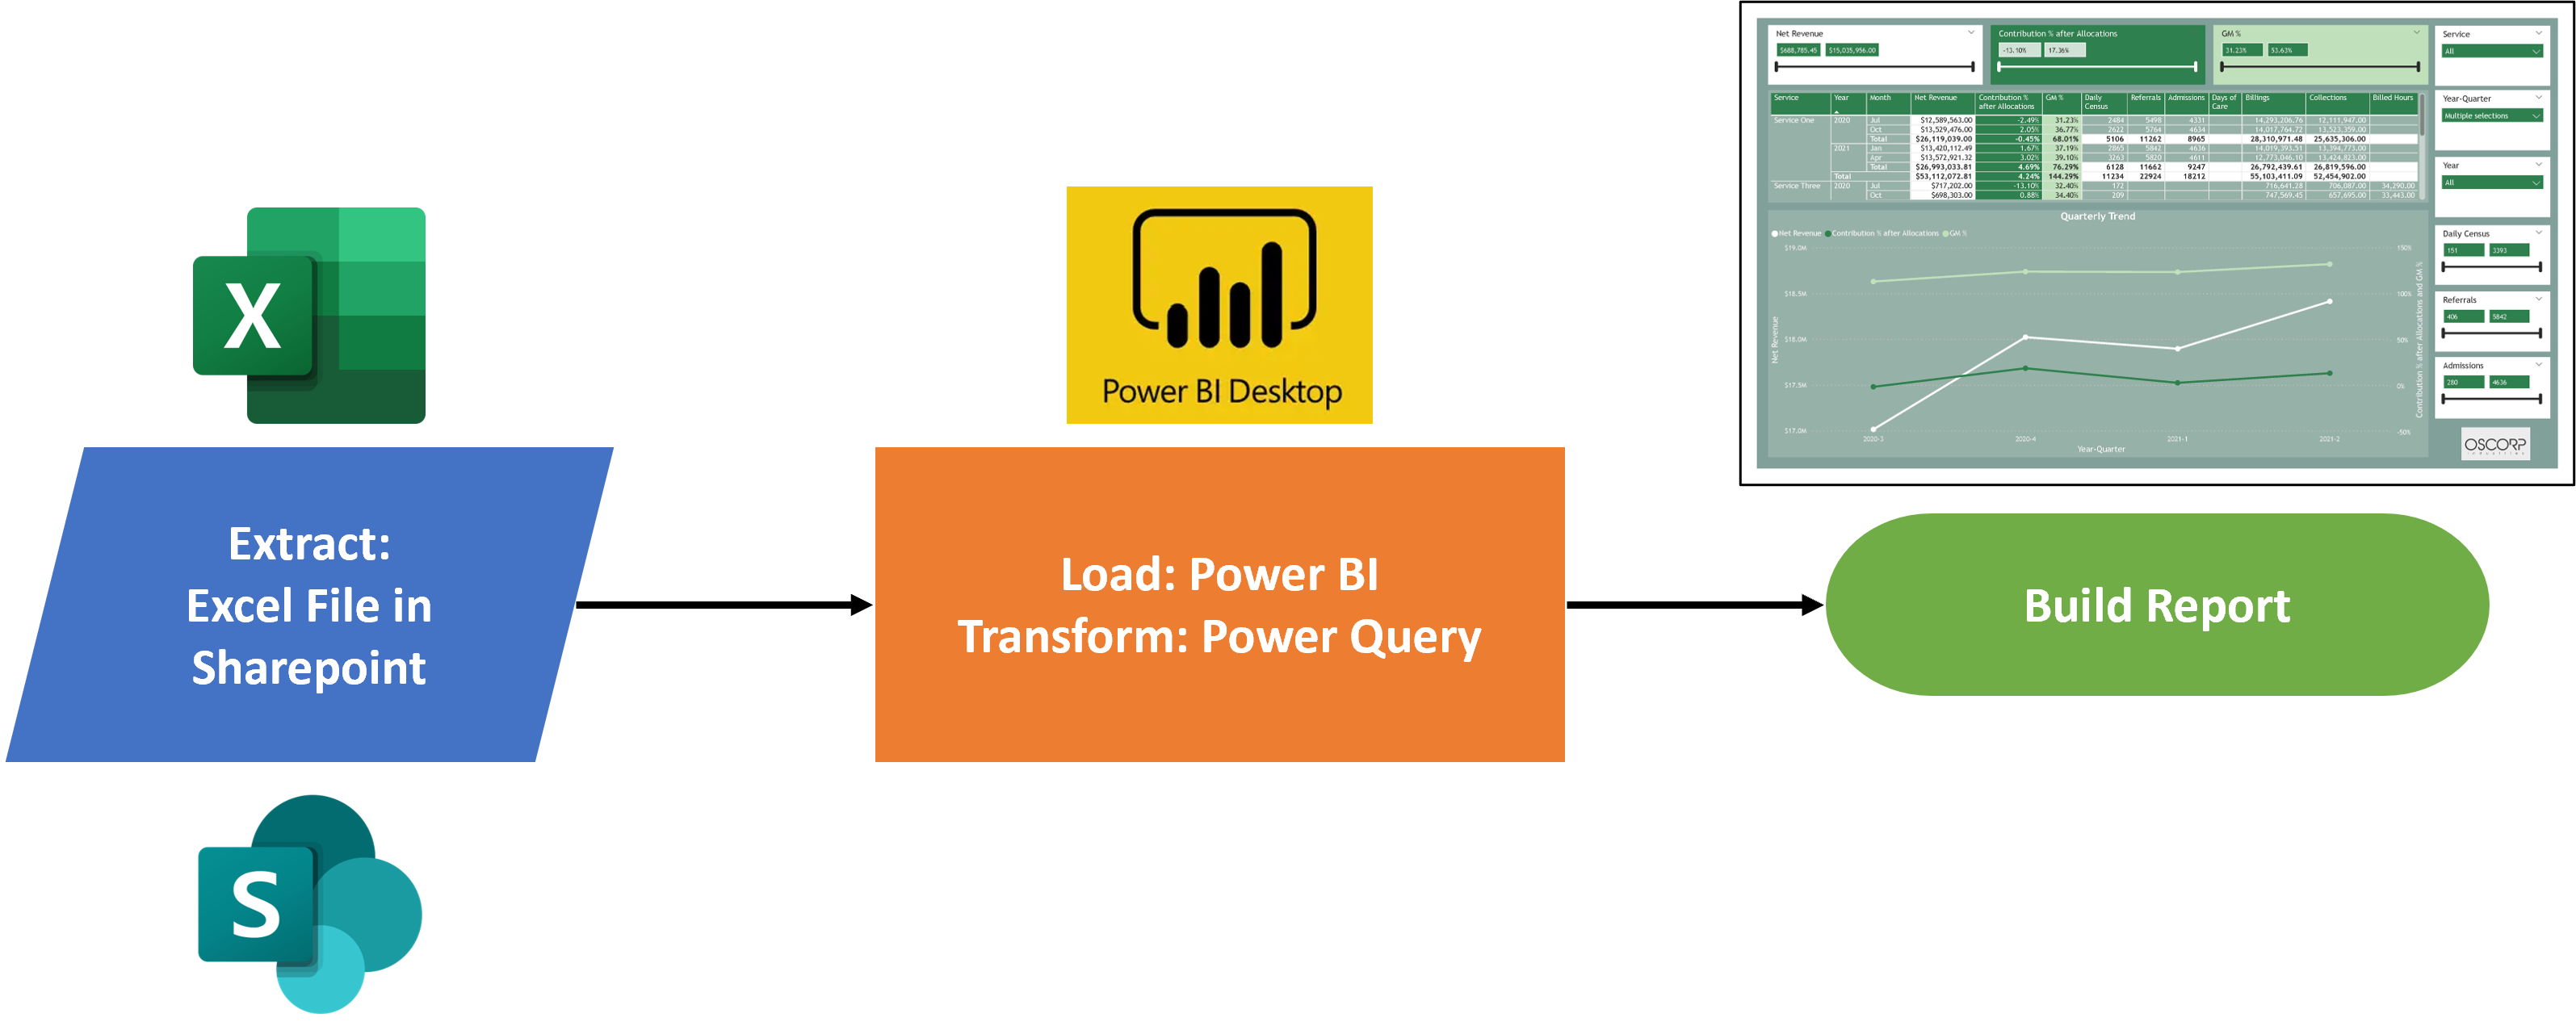 X
Extract:
Excel File in
Sharepoint
S
Power BI Desktop
Load: Power BI
Transform: Power Query
Net Revenue
$688,785.45 $15,035,956.00
Contribution % after Allocations
-13.10% 17.36%
GM %
31.23% 53.63%
Service Year Month Net Revenue Contribution % after Allocations GM % Daily Census Referrals Admissions Days of Care Billings Collections Billed Hours
Service One 2020 Jul $12,589,563.00 -2.49% 31.23% 2484 5498 4331 14,293,206.76 12,111,947.00
Oct $13,529,476.00 2.05% 36.77% 2622 5764 4634 14,017,764.72 13,523,359.00
Total $26,119,039.00 -0.45% 68.01% 5106 11262 8965 28,310,971.48 25,635,306.00
2021 Jan $13,420,112.49 1.67% 37.19% 2865 5842 4636 14,019,393.51 13,394,773.00
Apr $13,572,921.32 3.02% 39.10% 3263 5820 4611 12,773,046.10 13,424,823.00
Total $26,993,033.81 4.69% 76.29% 6128 11662 9247 26,792,439.61 26,819,596.00
Total $53,112,072.81 4.24% 144.29% 11234 22924 18212 55,103,411.09 52,454,902.00
Service Three 2020 Jul $717,202.00 -13.10% 32.40% 172 716,641.28 706,087.00 34,290.00
Oct $698,303.00 0.88% 34.40% 209 747,569.45 657,695.00 33,443.00
Quarterly Trend
Net Revenue Contribution % after Allocations GM %
$19.0M
$18.5M
$18.0M
$17.5M
$17.0M
Net Revenue
150%
100%
50%
0%
-50%
Contribution % after Allocations and GM %
2020-3 2020-4 2021-1 2021-2
Year-Quarter
Service
All
Year-Quarter
Multiple selections
Year
All
Daily Census
151 3393
Referrals
406 5842
Admissions
280 4636
OSCORP
INDUSTRIES
Build Report